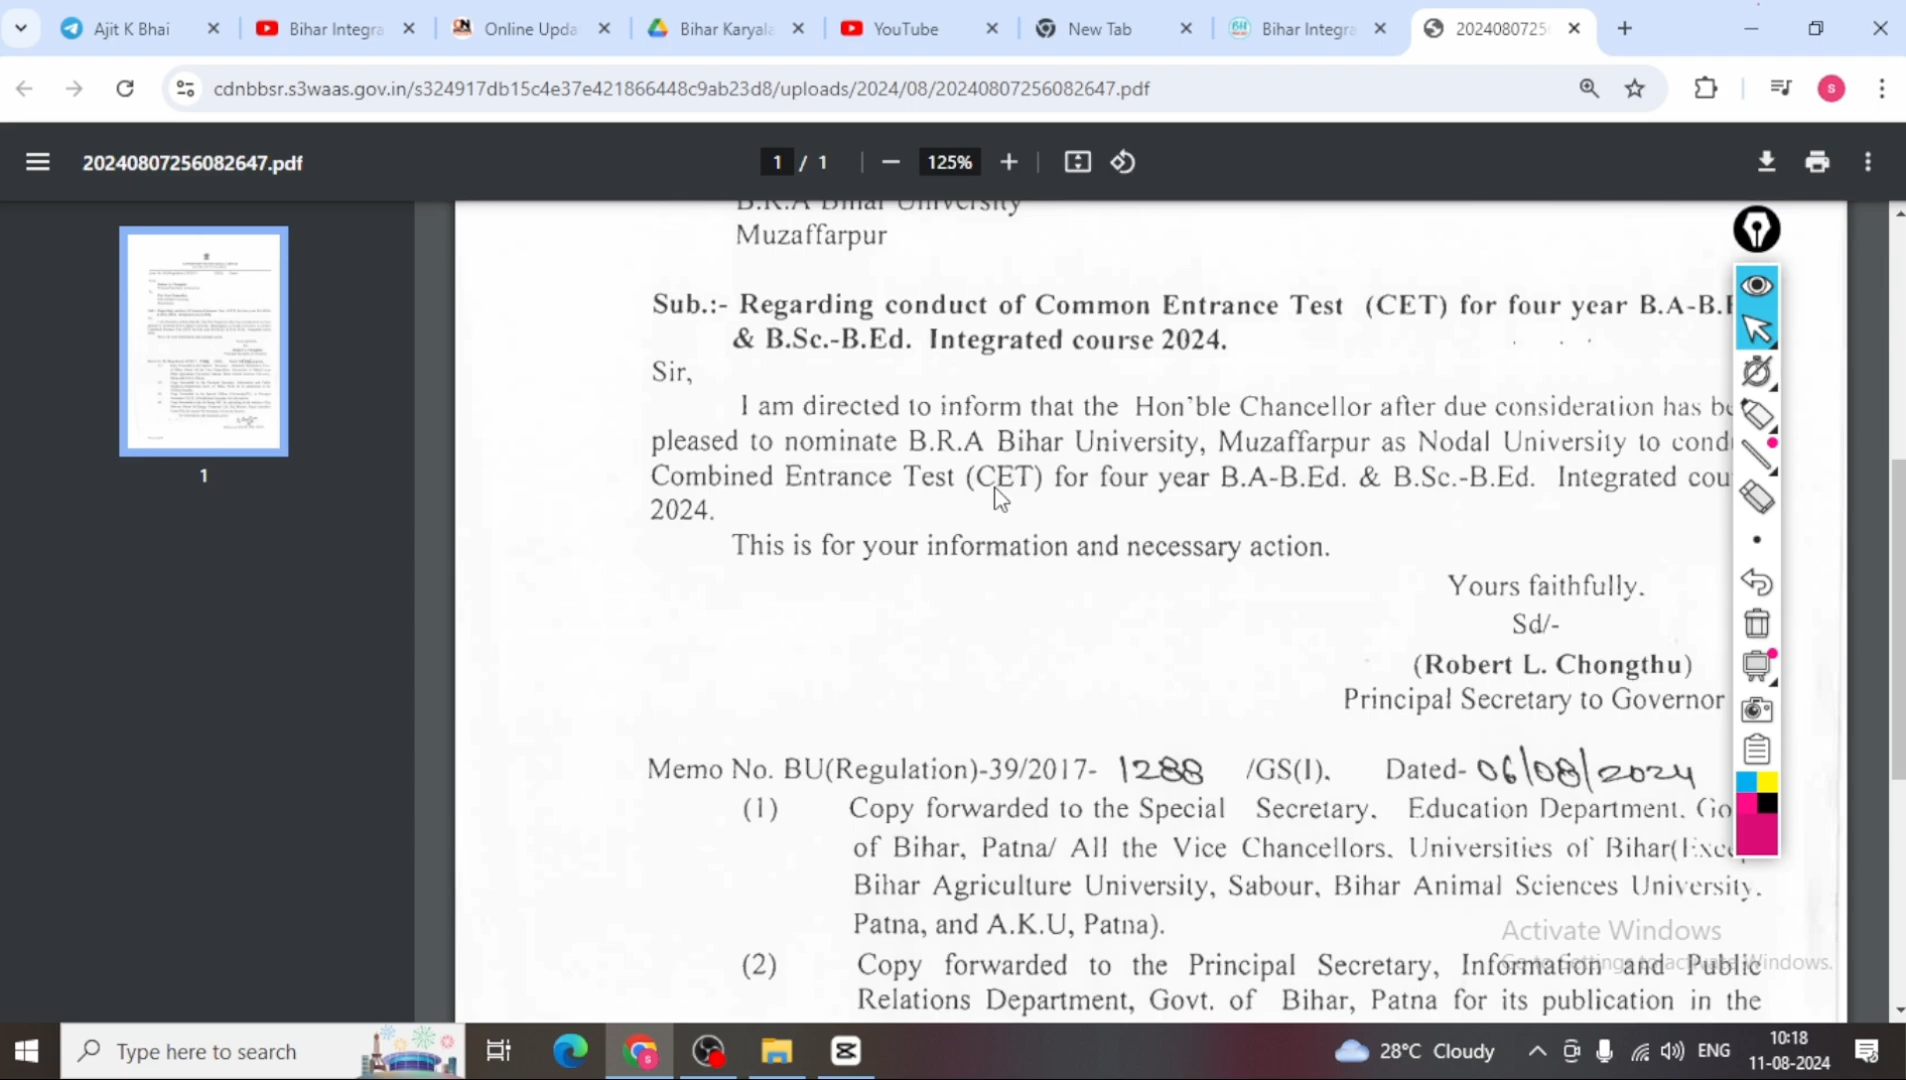 Ajit K Bhai
Bihar Integra
Online Upda
Bihar Karyala
YouTube
New Tab
Bihar Integra
2024080725
cdnbbsr.s3waas.gov.in/s324917db15c4e37e421866448c9ab23d8/uploads/2024/08/20240807256082647.pdf
S
20240807256082647.pdf
1 / 1
125%
1
B.R.A Bihar University
Muzaffarpur
Sub.:- Regarding conduct of Common Entrance Test (CET) for four year B.A-B.E
& B.Sc.-B.Ed. Integrated course 2024.
Sir,
I am directed to inform that the Hon'ble Chancellor after due consideration has be
pleased to nominate B.R.A Bihar University, Muzaffarpur as Nodal University to cond
Combined Entrance Test (CET) for four year B.A-B.Ed. & B.Sc.-B.Ed. Integrated cou
2024.
This is for your information and necessary action.
Yours faithfully.
Sd/-
(Robert L. Chongthu)
Principal Secretary to Governor
Memo No. BU(Regulation)-39/2017- 1288 /GS(I). Dated- 06/08/2024
(1) Copy forwarded to the Special Secretary. Education Department. Go
of Bihar, Patna/ All the Vice Chancellors. Universities of Bihar(Exce
Bihar Agriculture University, Sabour, Bihar Animal Sciences University.
Patna, and A.K.U, Patna).
(2) Copy forwarded to the Principal Secretary, Information and Public
Relations Department, Govt. of Bihar, Patna for its publication in the
Activate Windows
Go to Settings to activate Windows.
Type here to search
28°C Cloudy
ENG
10:18
11-08-2024